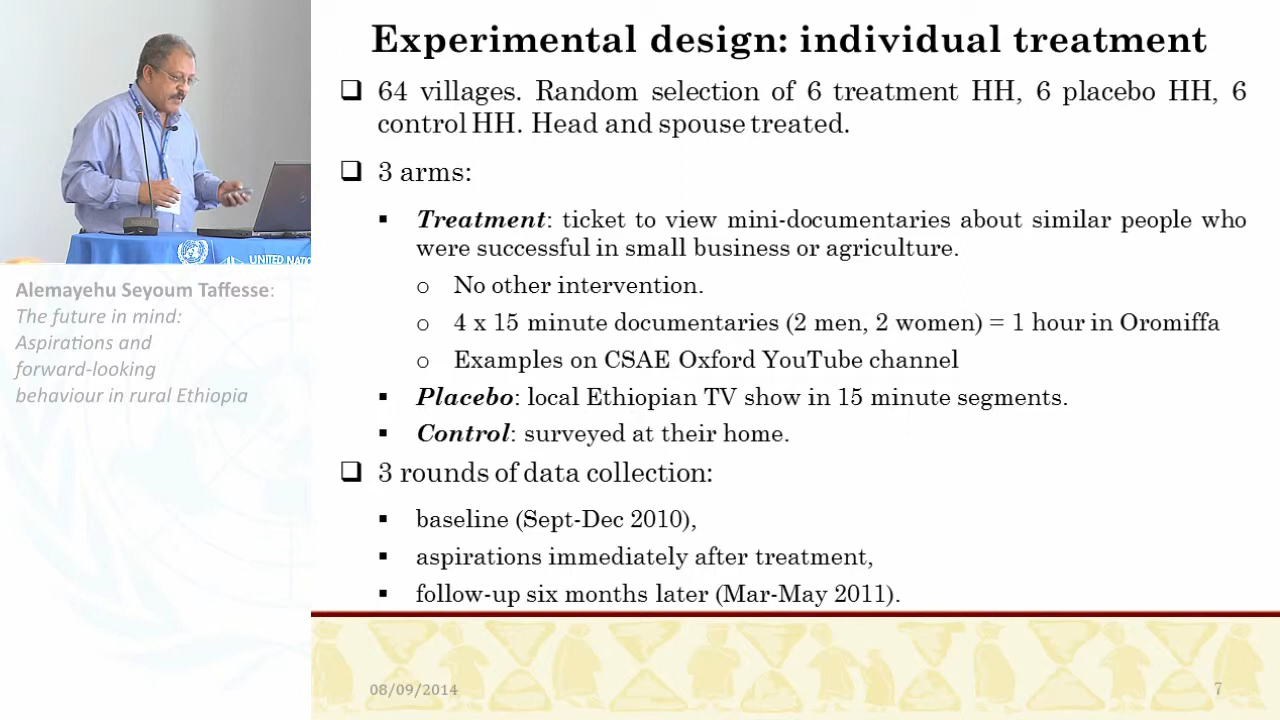 Experimental design: individual treatment
❑ 64 villages. Random selection of 6 treatment HH, 6 placebo HH, 6
control HH. Head and spouse treated.
❑ 3 arms:
▪ Treatment: ticket to view mini-documentaries about similar people who
were successful in small business or agriculture.
o No other intervention.
o 4 x 15 minute documentaries (2 men, 2 women) = 1 hour in Oromiffa
o Examples on CSAE Oxford YouTube channel
▪ Placebo: local Ethiopian TV show in 15 minute segments.
▪ Control: surveyed at their home.
❑ 3 rounds of data collection:
▪ baseline (Sept-Dec 2010),
▪ aspirations immediately after treatment,
▪ follow-up six months later (Mar-May 2011).
08/09/2014
7
UNITED NATIO
Alemayehu Seyoum Taffesse:
The future in mind:
Aspirations and
forward-looking
behaviour in rural Ethiopia